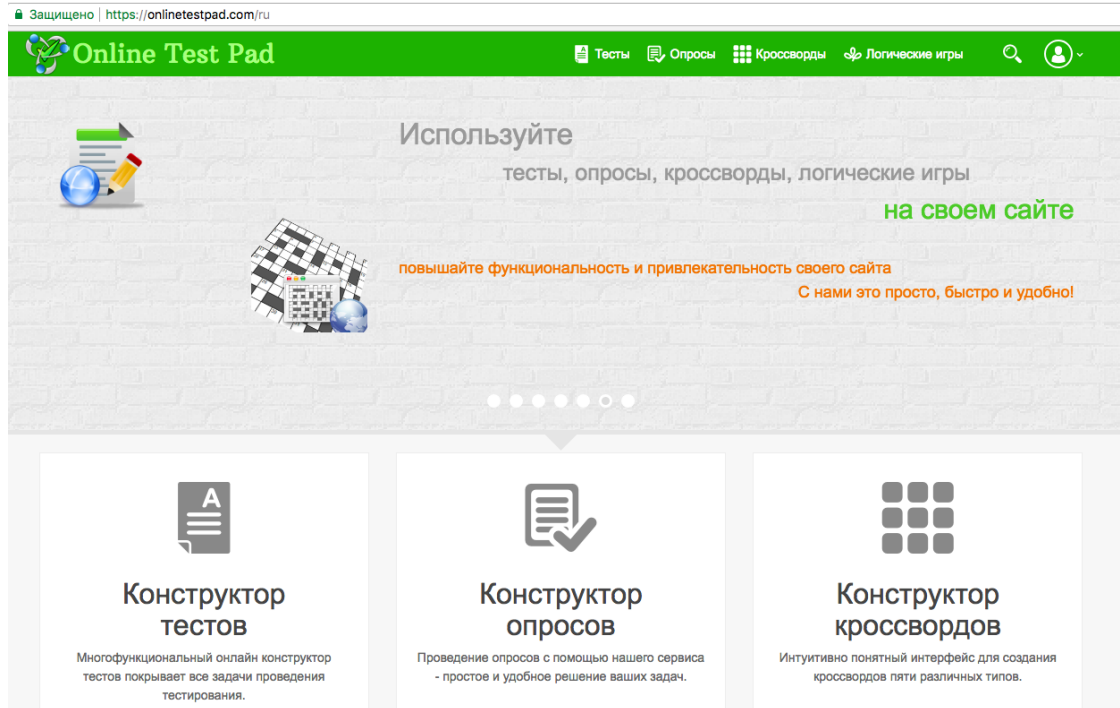 Защищено | https://onlinetestpad.com/ru
Online Test Pad
Тесты Опросы Кроссворды Логические игры
Используйте
тесты, опросы, кроссворды, логические игры
на своем сайте
повышайте функциональность и привлекательность своего сайта
С нами это просто, быстро и удобно!
A
Конструктор
тестов
Многофункциональный онлайн конструктор
тестов покрывает все задачи проведения
тестирования.
Конструктор
опросов
Проведение опросов с помощью нашего сервиса
- простое и удобное решение ваших задач.
Конструктор
кроссвордов
Интуитивно понятный интерфейс для создания
кроссвордов пяти различных типов.